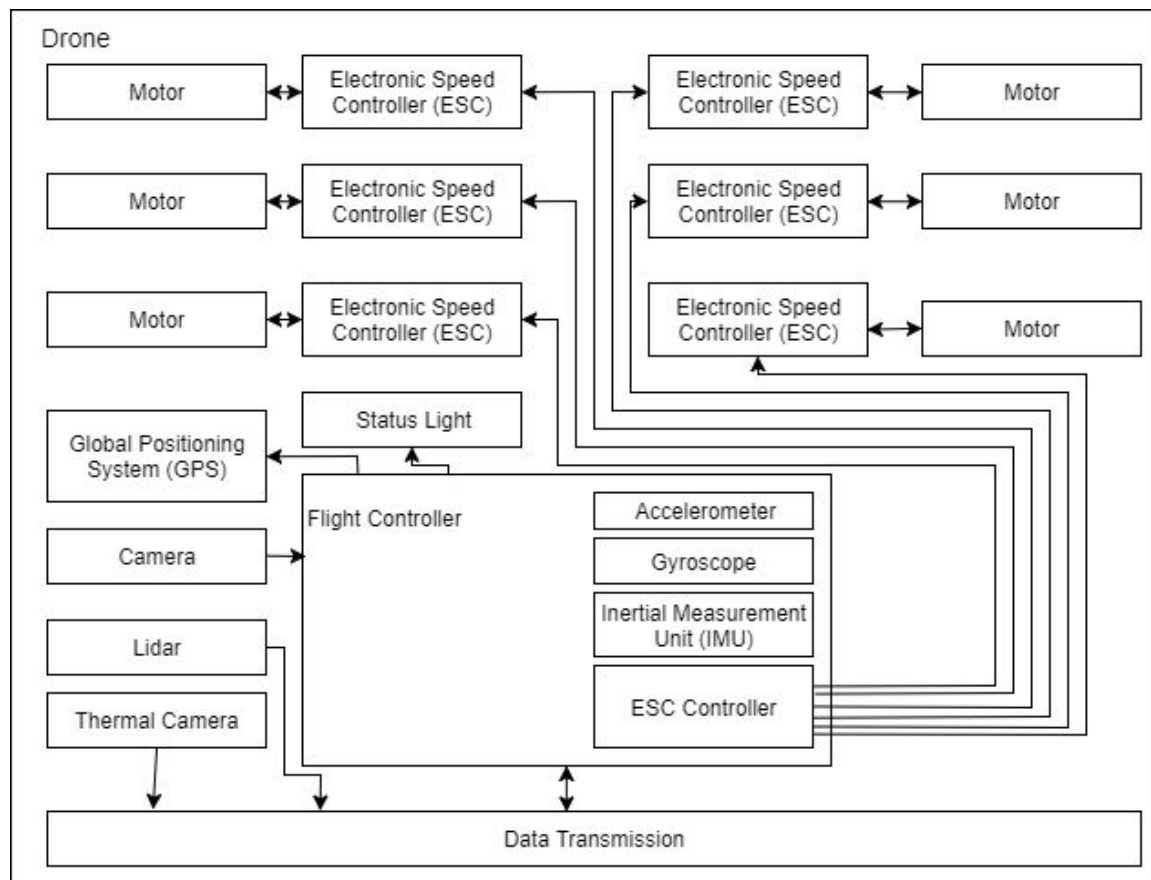 Drone
Motor
Electronic Speed
Controller (ESC)
Electronic Speed
Controller (ESC)
Motor
Motor
Electronic Speed
Controller (ESC)
Electronic Speed
Controller (ESC)
Motor
Motor
Electronic Speed
Controller (ESC)
Electronic Speed
Controller (ESC)
Motor
Status Light
Global Positioning
System (GPS)
Flight Controller
Accelerometer
Camera
Gyroscope
Inertial Measurement
Unit (IMU)
Lidar
ESC Controller
Thermal Camera
Data Transmission